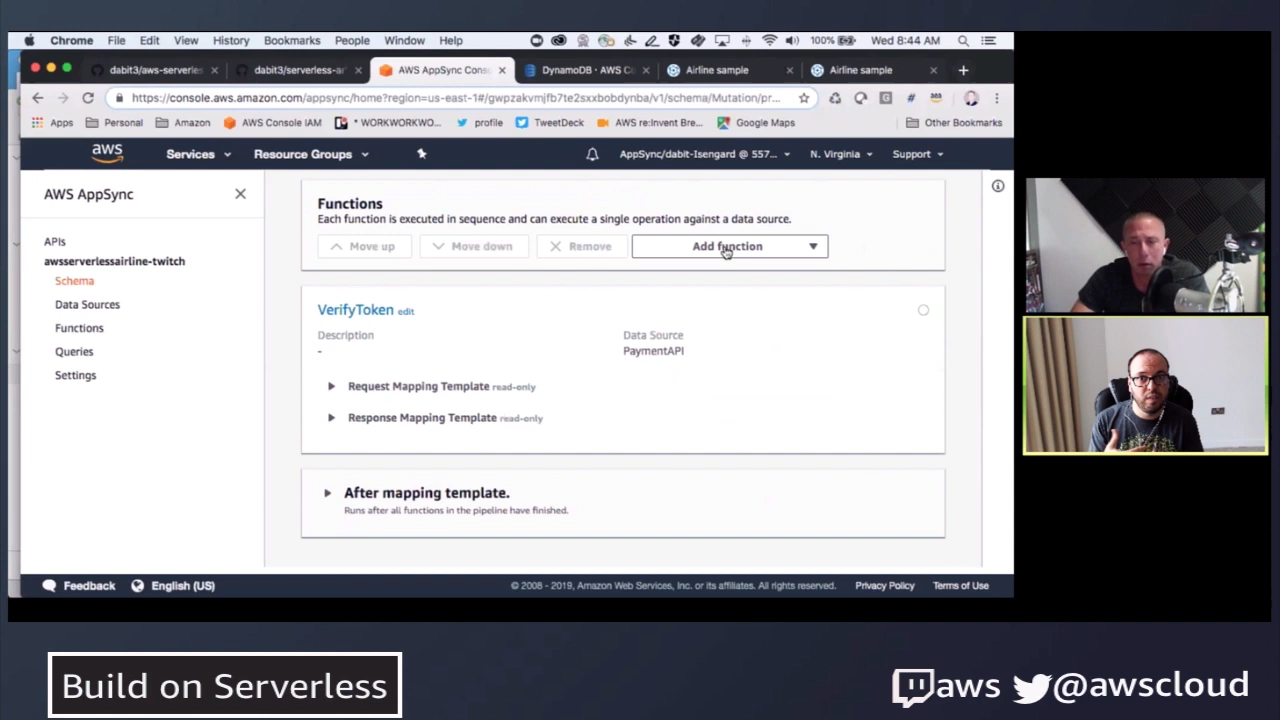 Chrome File Edit View History Bookmarks People Window Help 100% Wed 8:44 AM
dabit3/aws-serverles dabit3/serverless-ar AWS AppSync Cons DynamoDB · AWS C Airline sample Airline sample
https://console.aws.amazon.com/appsync/home?region=us-east-1#/gwpzakvmjfb7te2sxxbobdynba/v1/schema/Mutation/pr...
Apps Personal Amazon AWS Console IAM * WORKWORKWO... profile TweetDeck AWS re:Invent Bre... Google Maps Other Bookmarks
aws Services Resource Groups AppSync/dabit-Isengard @ 557... N. Virginia Support
AWS AppSync
APIs
awsserverlessairline-twitch
Schema
Data Sources
Functions
Queries
Settings
Functions
Each function is executed in sequence and can execute a single operation against a data source.
Move up Move down Remove Add function
VerifyToken edit
Description Data Source
- PaymentAPI
Request Mapping Template read-only
Response Mapping Template read-only
After mapping template.
Runs after all functions in the pipeline have finished.
Feedback English (US) © 2008 - 2019, Amazon Web Services, Inc. or its affiliates. All rights reserved. Privacy Policy Terms of Use
Build on Serverless aws @awscloud